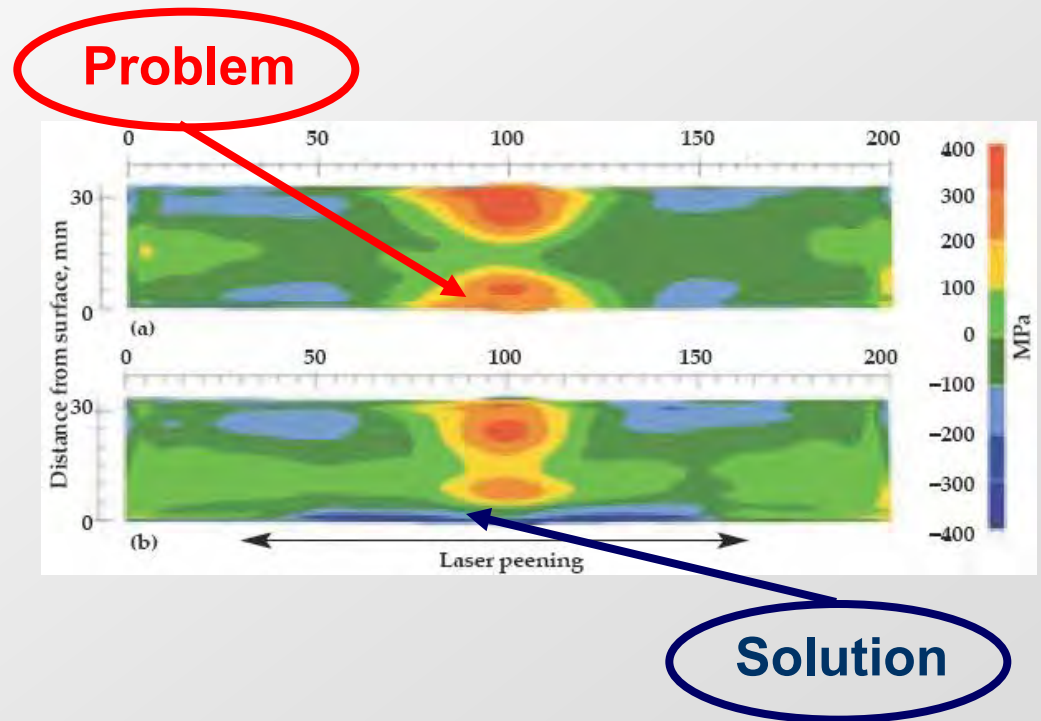 Problem
0 50 100 150 200
400
300
200
100
0
−100
−200
−300
−400
MPa
Distance from surface, mm
30
0
(a)
0 50 100 150 200
30
0
(b)
Laser peening
Solution